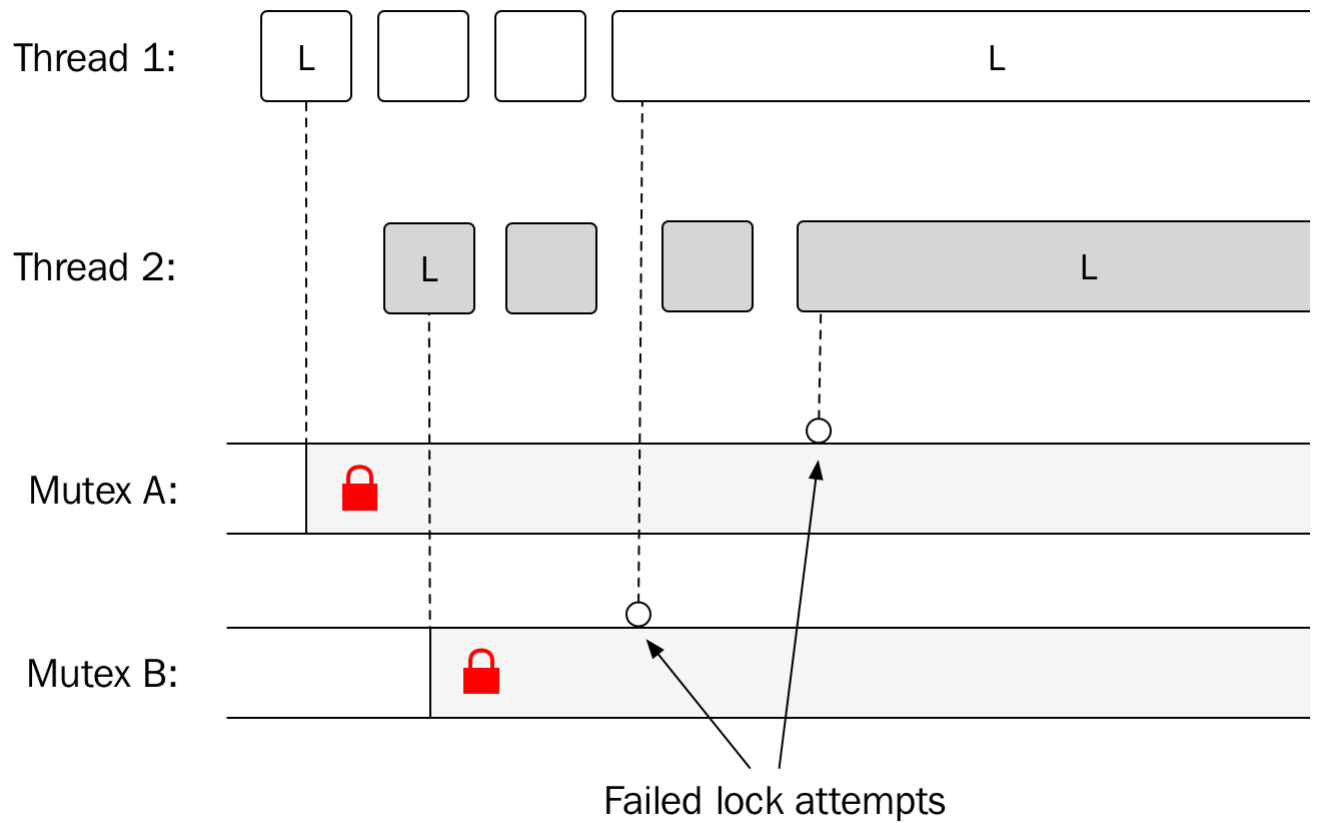 Thread 1:
L
L
Thread 2:
L
L
Mutex A:
Mutex B:
Failed lock attempts